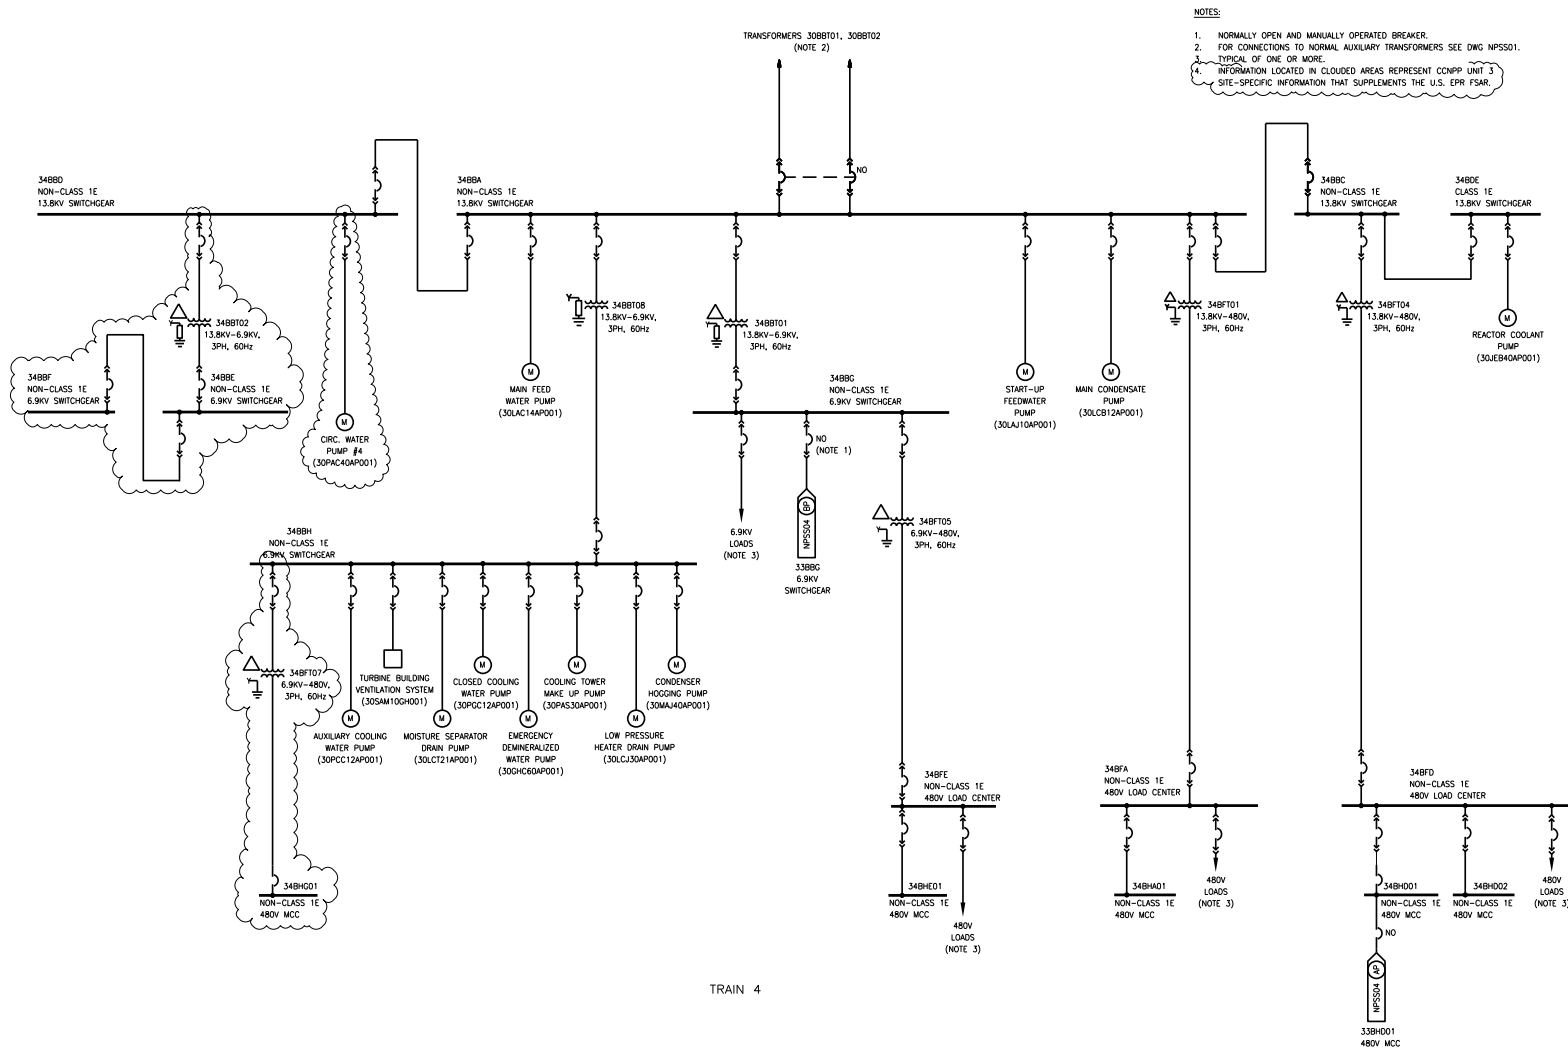 NOTES:
1. NORMALLY OPEN AND MANUALLY OPERATED BREAKER.
2. FOR CONNECTIONS TO NORMAL AUXILIARY TRANSFORMERS SEE DWG NPSS01.
3. TYPICAL OF ONE OR MORE.
4. INFORMATION LOCATED IN CLOUDED AREAS REPRESENT CCNPP UNIT 3
SITE-SPECIFIC INFORMATION THAT SUPPLEMENTS THE U.S. EPR FSAR.
TRANSFORMERS 30BBT01, 30BBT02
(NOTE 2)
NO
34BBD
NON-CLASS 1E
13.8KV SWITCHGEAR
34BBA
NON-CLASS 1E
13.8KV SWITCHGEAR
34BBC
NON-CLASS 1E
13.8KV SWITCHGEAR
34BDE
CLASS 1E
13.8KV SWITCHGEAR
34BBT02
13.8KV-6.9KV,
3PH, 60Hz
Y
34BBT08
13.8KV-6.9KV,
3PH, 60Hz
Y
34BBT01
13.8KV-6.9KV,
3PH, 60Hz
Y
34BFT01
13.8KV-480V,
3PH, 60Hz
Y
34BFT04
13.8KV-480V,
3PH, 60Hz
Y
M
REACTOR COOLANT
PUMP
(30JEB40AP001)
34BBF
NON-CLASS 1E
6.9KV SWITCHGEAR
34BBE
NON-CLASS 1E
6.9KV SWITCHGEAR
M
CIRC. WATER
PUMP #4
(30PAC40AP001)
M
MAIN FEED
WATER PUMP
(30LAC14AP001)
34BBG
NON-CLASS 1E
6.9KV SWITCHGEAR
M
START-UP
FEEDWATER
PUMP
(30LAJ10AP001)
M
MAIN CONDENSATE
PUMP
(30LCB12AP001)
6.9KV
LOADS
(NOTE 3)
NO
(NOTE 1)
BP
NPSS04
33BBG
6.9KV
SWITCHGEAR
Y
34BFT05
6.9KV-480V,
3PH, 60Hz
34BBH
NON-CLASS 1E
6.9KV SWITCHGEAR
Y
34BFT07
6.9KV-480V,
3PH, 60Hz
M
AUXILIARY COOLING
WATER PUMP
(30PCC12AP001)
TURBINE BUILDING
VENTILATION SYSTEM
(30SAM10GH001)
M
MOISTURE SEPARATOR
DRAIN PUMP
(30LCT21AP001)
M
CLOSED COOLING
WATER PUMP
(30PGC12AP001)
M
EMERGENCY
DEMINERALIZED
WATER PUMP
(30GHC60AP001)
M
COOLING TOWER
MAKE UP PUMP
(30PAS30AP001)
M
LOW PRESSURE
HEATER DRAIN PUMP
(30LCJ30AP001)
M
CONDENSER
HOGGING PUMP
(30MAJ40AP001)
34BHG01
NON-CLASS 1E
480V MCC
34BFE
NON-CLASS 1E
480V LOAD CENTER
34BHE01
NON-CLASS 1E
480V MCC
480V
LOADS
(NOTE 3)
34BFA
NON-CLASS 1E
480V LOAD CENTER
34BHA01
NON-CLASS 1E
480V MCC
480V
LOADS
(NOTE 3)
34BFD
NON-CLASS 1E
480V LOAD CENTER
34BHD01
NON-CLASS 1E
480V MCC
34BHD02
NON-CLASS 1E
480V MCC
480V
LOADS
(NOTE 3)
NO
AP
NPSS04
33BHD01
480V MCC
TRAIN 4